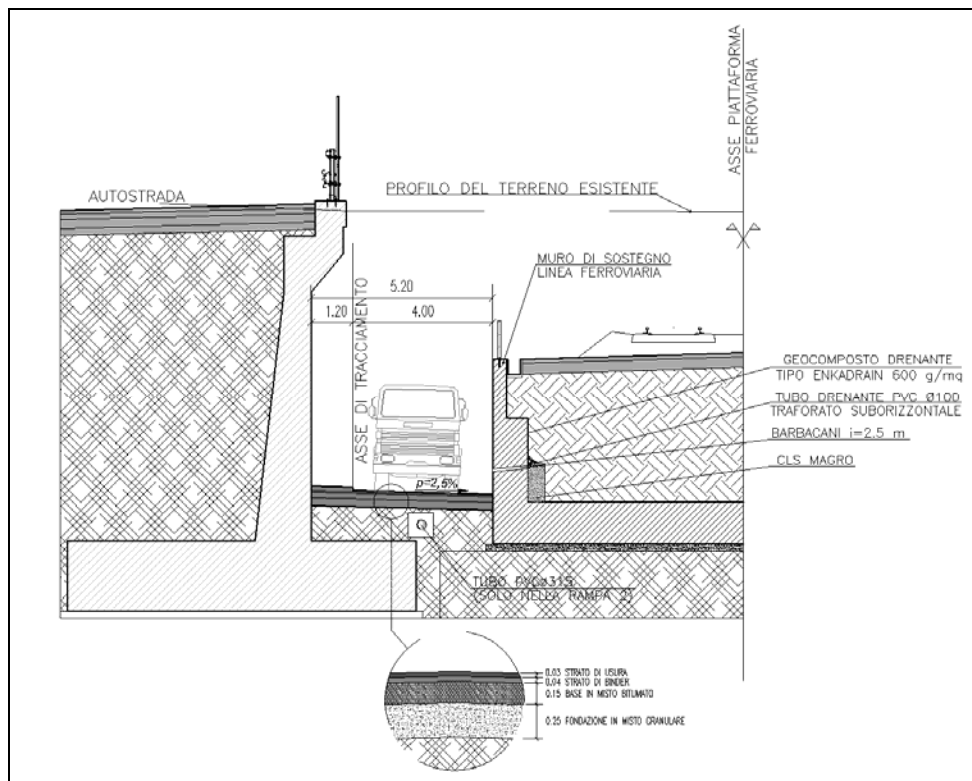 ASSE PIATTAFORMA
FERROVIARIA
AUTOSTRADA
PROFILO DEL TERRENO ESISTENTE
MURO DI SOSTEGNO
LINEA FERROVIARIA
5.20
1.20
4.00
ASSE DI TRACCIAMENTO
GEOCOMPOSTO DRENANTE
TIPO ENKADRAIN 600 g/mq
TUBO DRENANTE PVC Ø100
TRAFORATO SUBORIZZONTALE
BARBACANI i=2.5 m
CLS MAGRO
p=2,5%
TUBO PVCø315
(SOLO NELLA RAMPA 2)
0.03 STRATO DI USURA
0.04 STRATO DI BINDER
0.15 BASE IN MISTO BITUMATO
0.25 FONDAZIONE IN MISTO GRANULARE